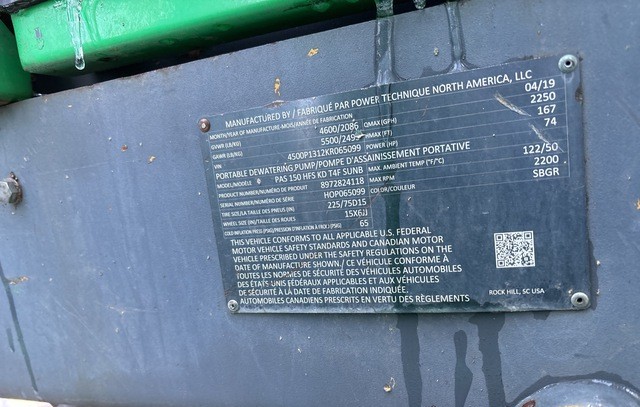 MANUFACTURED BY / FABRIQUÉ PAR POWER TECHNIQUE NORTH AMERICA, LLC
MONTH/YEAR OF MANUFACTURE-MOIS/ANNÉE DE FABRICATION 04/19
GVWR (LB/KG) 4600/2086 QMAX (GPH) 2250
GAWR (LB/KG) 5500/2495 HMAX (FT) 167
VIN 4500P1312KR065099 POWER (HP) 74
PORTABLE DEWATERING PUMP/POMPE D'ASSAINISSEMENT PORTATIVE
MODEL/MODÈLE PAS 150 HFS KD T4F SUNB MAX. AMBIENT TEMP (°F/°C) 122/50
PRODUCT NUMBER/NUMÉRO DE PRODUIT 8972824118 MAX RPM 2200
SERIAL NUMBER/NUMÉRO DE SÉRIE HOP065099 COLOR/COULEUR SBGR
TIRE SIZE/LA TAILLE DES PNEUS (IN) 225/75D15
WHEEL SIZE (IN)/TAILLE DES ROUES 15X6JJ
COLD INFLATION PRESS (PSIG)/PRESSION D'INFLATION À FROID (PSIG) 65
THIS VEHICLE CONFORMS TO ALL APPLICABLE U.S. FEDERAL
MOTOR VEHICLE SAFETY STANDARDS AND CANADIAN MOTOR
VEHICLE PRESCRIBED UNDER THE SAFETY REGULATIONS ON THE
DATE OF MANUFACTURE SHOWN./ CE VÉHICULE CONFORME À
TOUTES LES NORMES DE SÉCURITÉ DES VÉHICULES AUTOMOBILES
DES ÉTATS UNIS FÉDÉRAUX APPLICABLES ET AUX VÉHICULES
DE SÉCURITÉ À LA DATE DE FABRICATION INDIQUÉE.
AUTOMOBILES CANADIENS PRESCRITS EN VERTU DES RÈGLEMENTS
ROCK HILL, SC USA